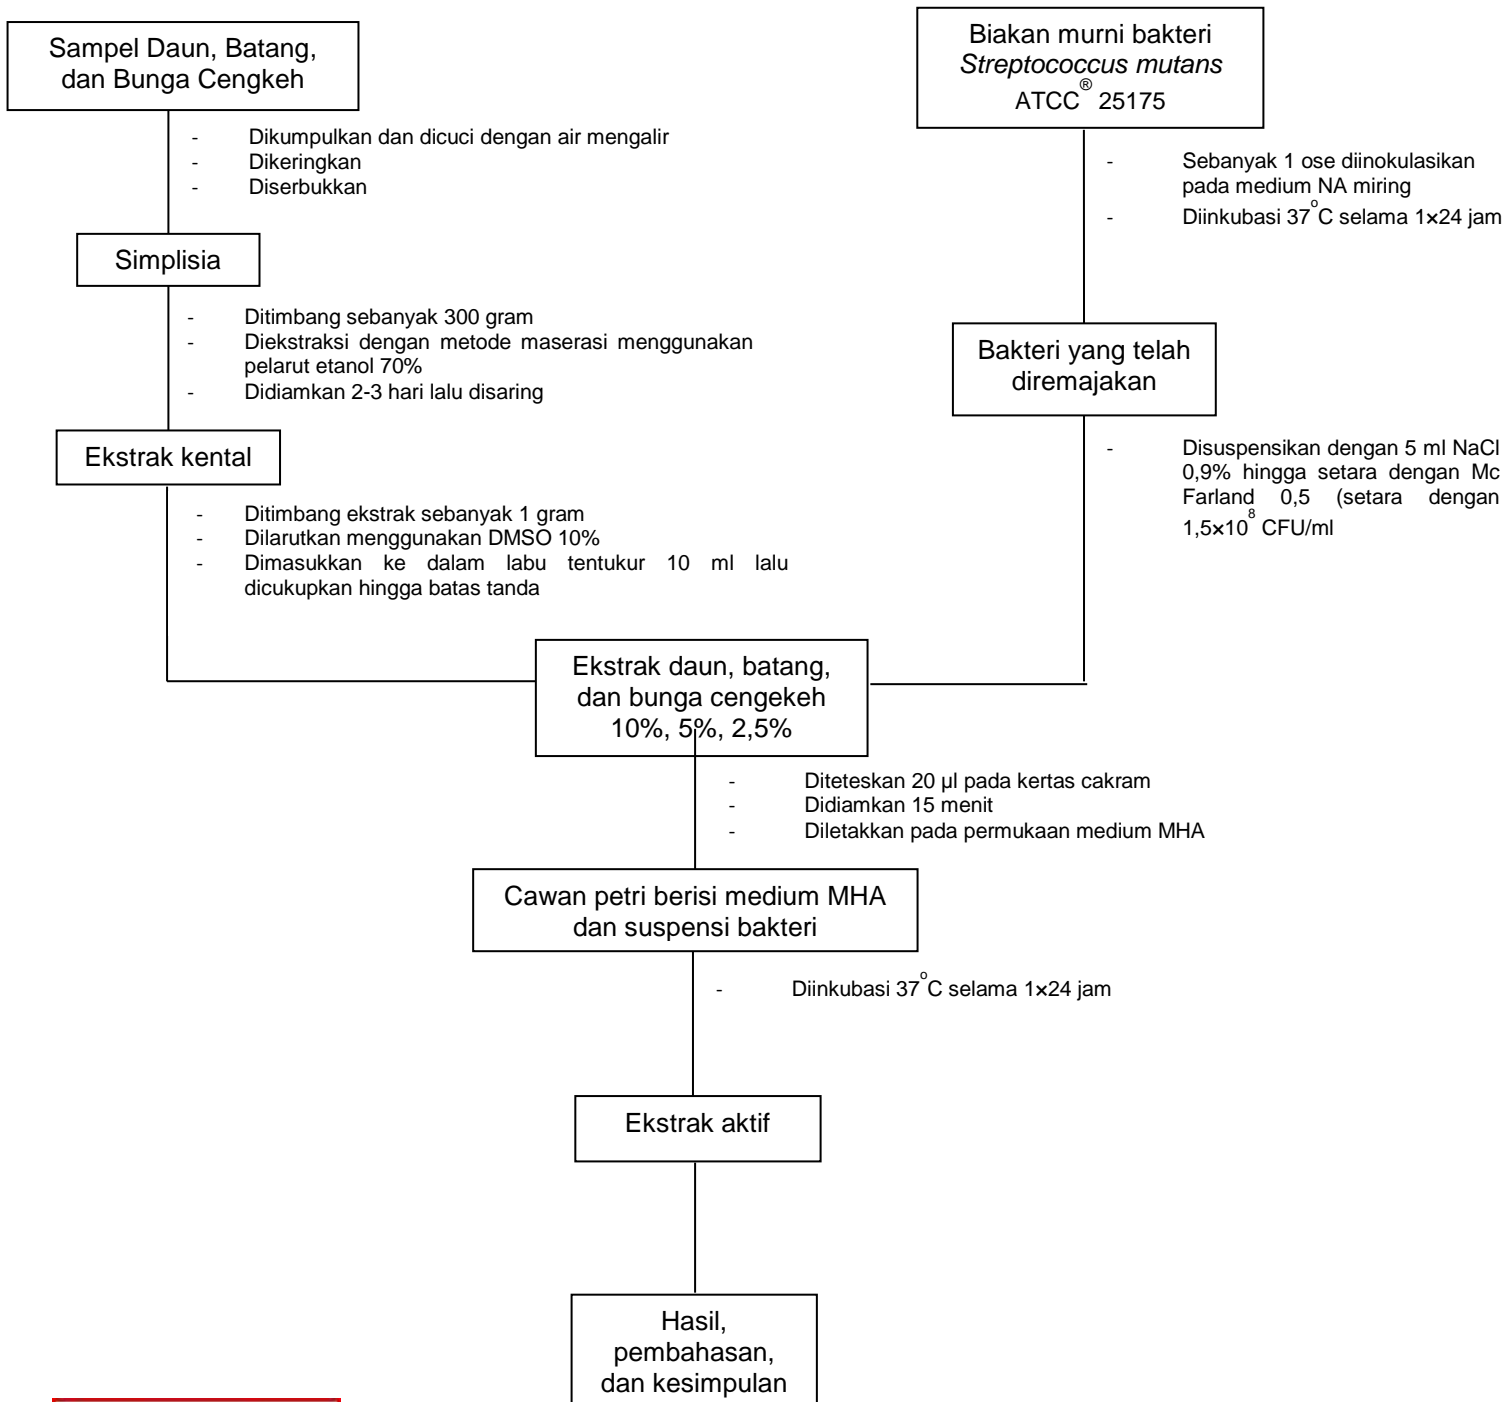 Sampel Daun, Batang,
dan Bunga Cengkeh
- Dikumpulkan dan dicuci dengan air mengalir
- Dikeringkan
- Diserbukkan
Simplisia
- Ditimbang sebanyak 300 gram
- Diekstraksi dengan metode maserasi menggunakan
pelarut etanol 70%
- Didiamkan 2-3 hari lalu disaring
Ekstrak kental
- Ditimbang ekstrak sebanyak 1 gram
- Dilarutkan menggunakan DMSO 10%
- Dimasukkan ke dalam labu tentukur 10 ml lalu
dicukupkan hingga batas tanda
Biakan murni bakteri
Streptococcus mutans
ATCC® 25175
- Sebanyak 1 ose diinokulasikan
pada medium NA miring
- Diinkubasi 37°C selama 1×24 jam
Bakteri yang telah
diremajakan
- Disuspensikan dengan 5 ml NaCl
0,9% hingga setara dengan Mc
Farland 0,5 (setara dengan
1,5×10⁸ CFU/ml
Ekstrak daun, batang,
dan bunga cengekeh
10%, 5%, 2,5%
- Diteteskan 20 µl pada kertas cakram
- Didiamkan 15 menit
- Diletakkan pada permukaan medium MHA
Cawan petri berisi medium MHA
dan suspensi bakteri
- Diinkubasi 37°C selama 1×24 jam
Ekstrak aktif
Hasil,
pembahasan,
dan kesimpulan